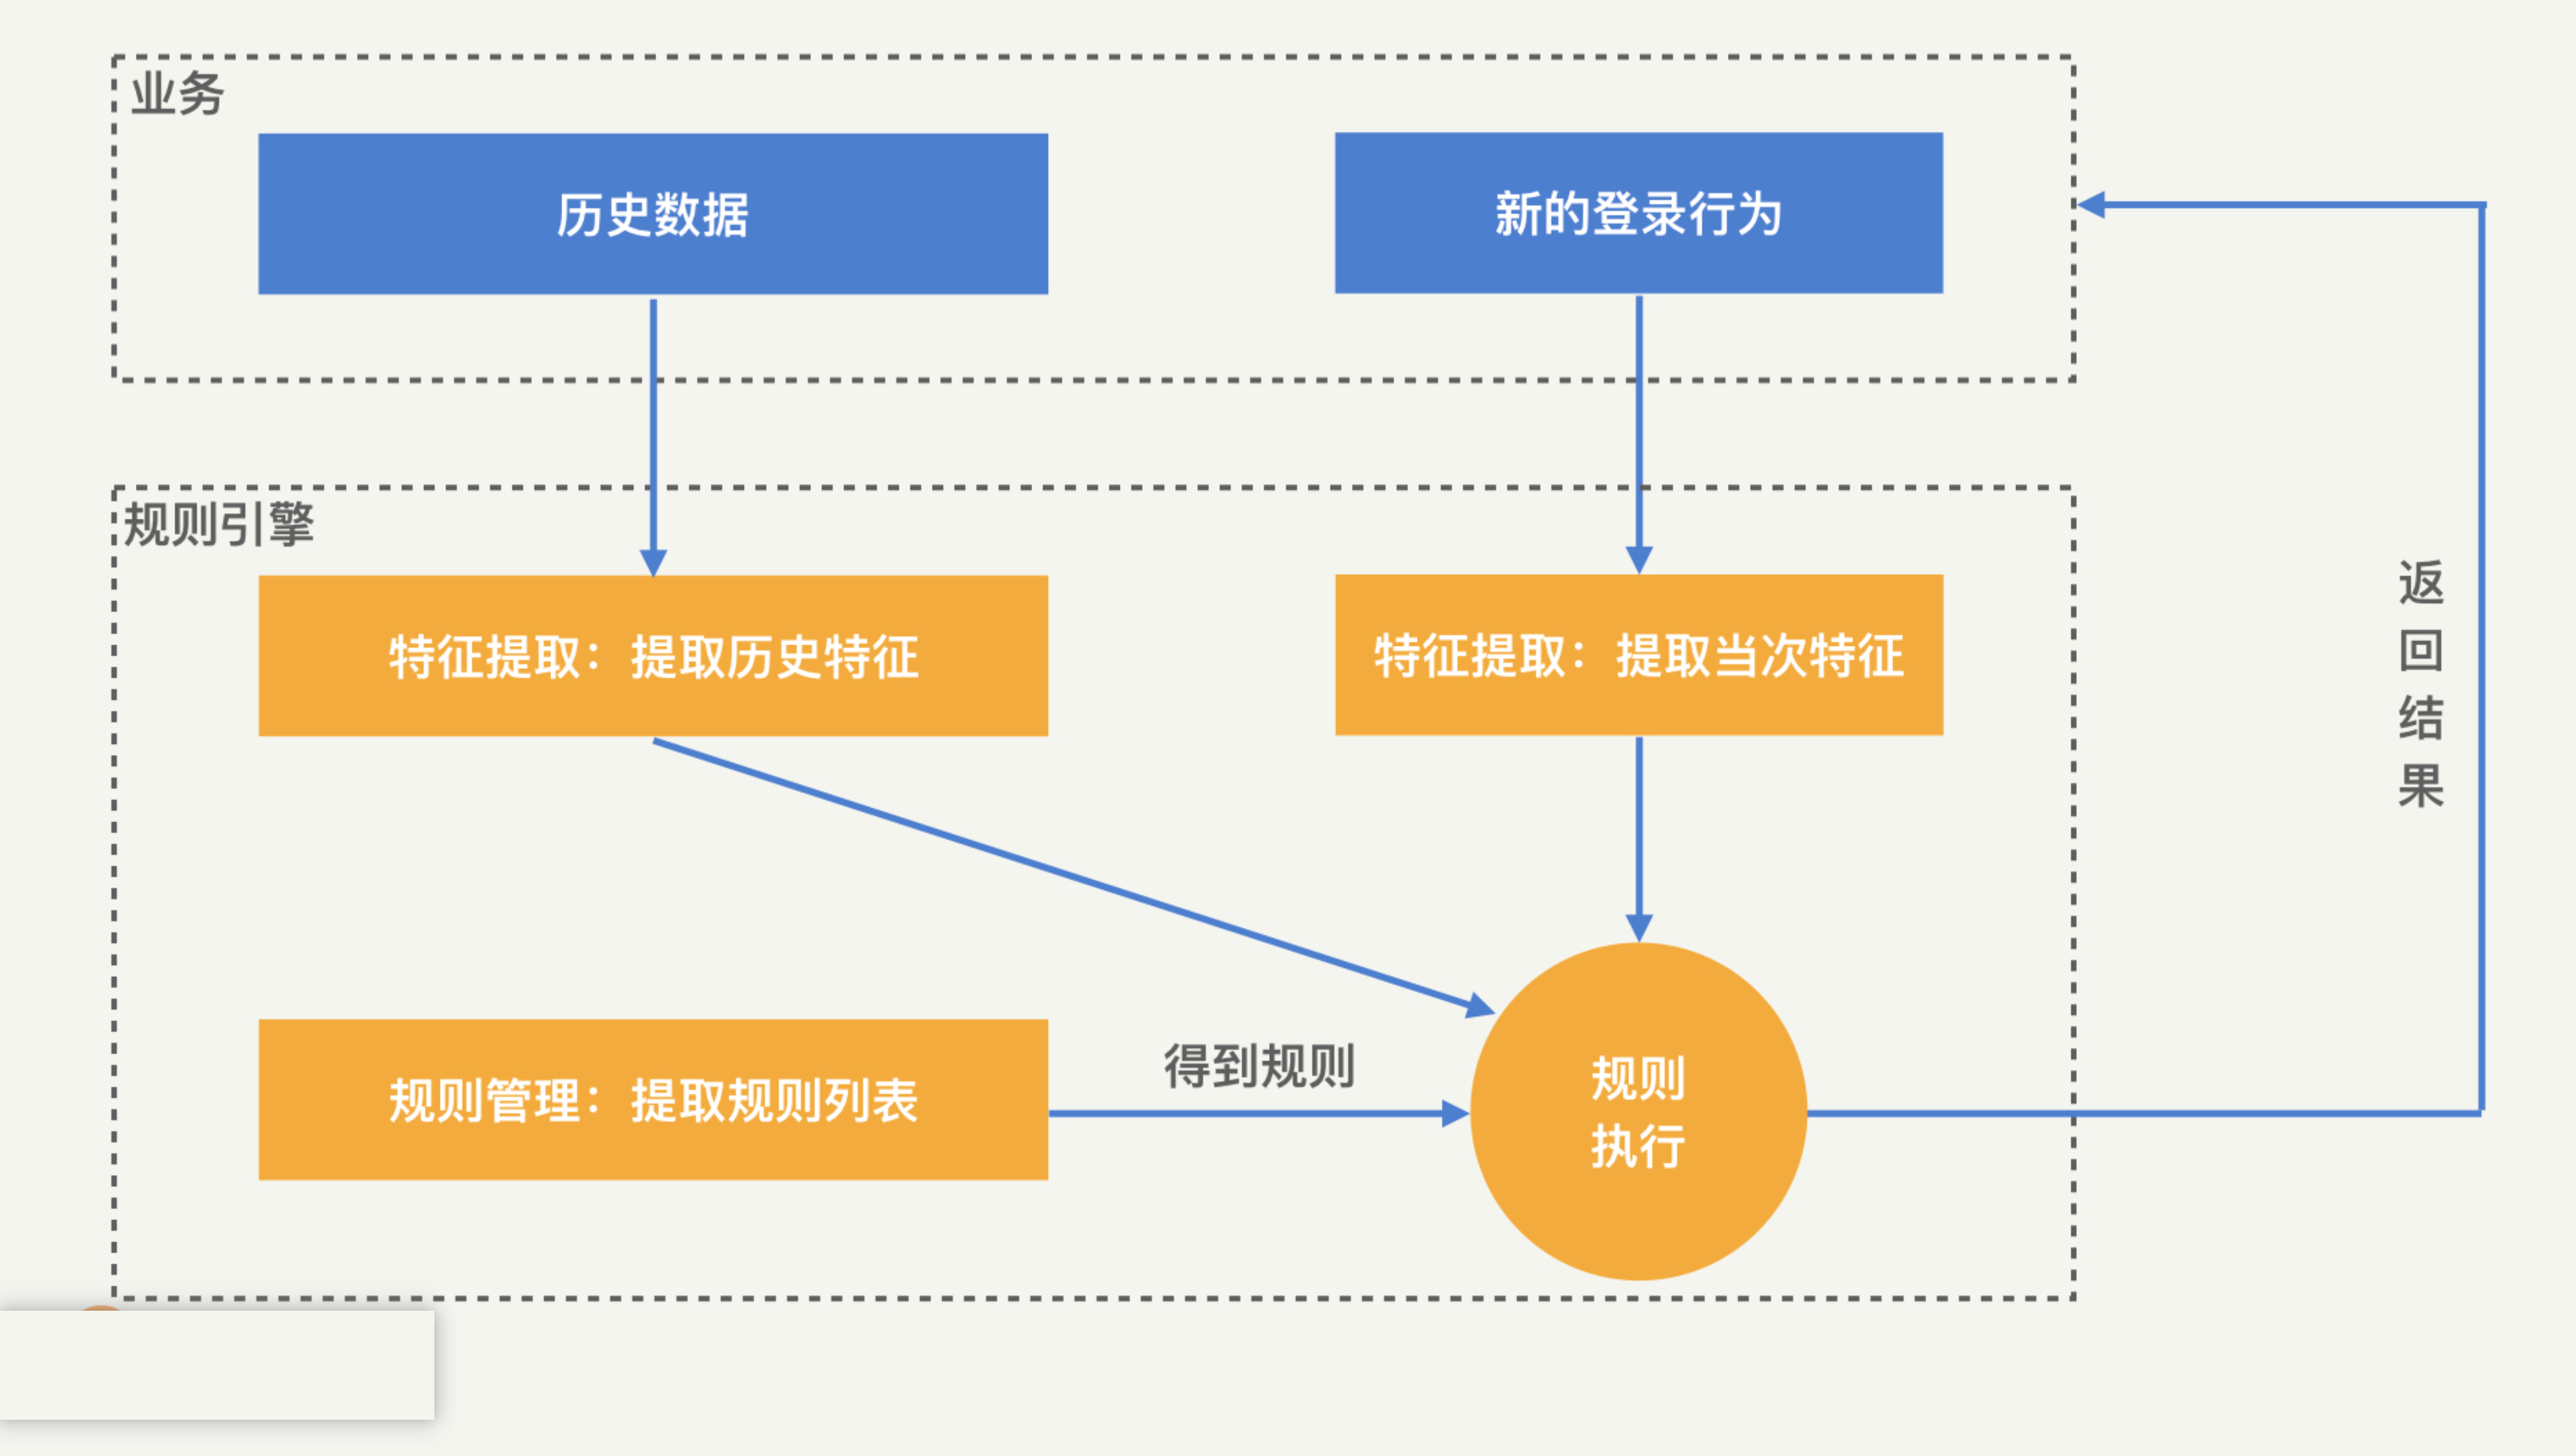 业务
历史数据
新的登录行为
规则引擎
特征提取：提取历史特征
特征提取：提取当次特征
返
回
结
果
规则管理：提取规则列表
得到规则
规则
执行